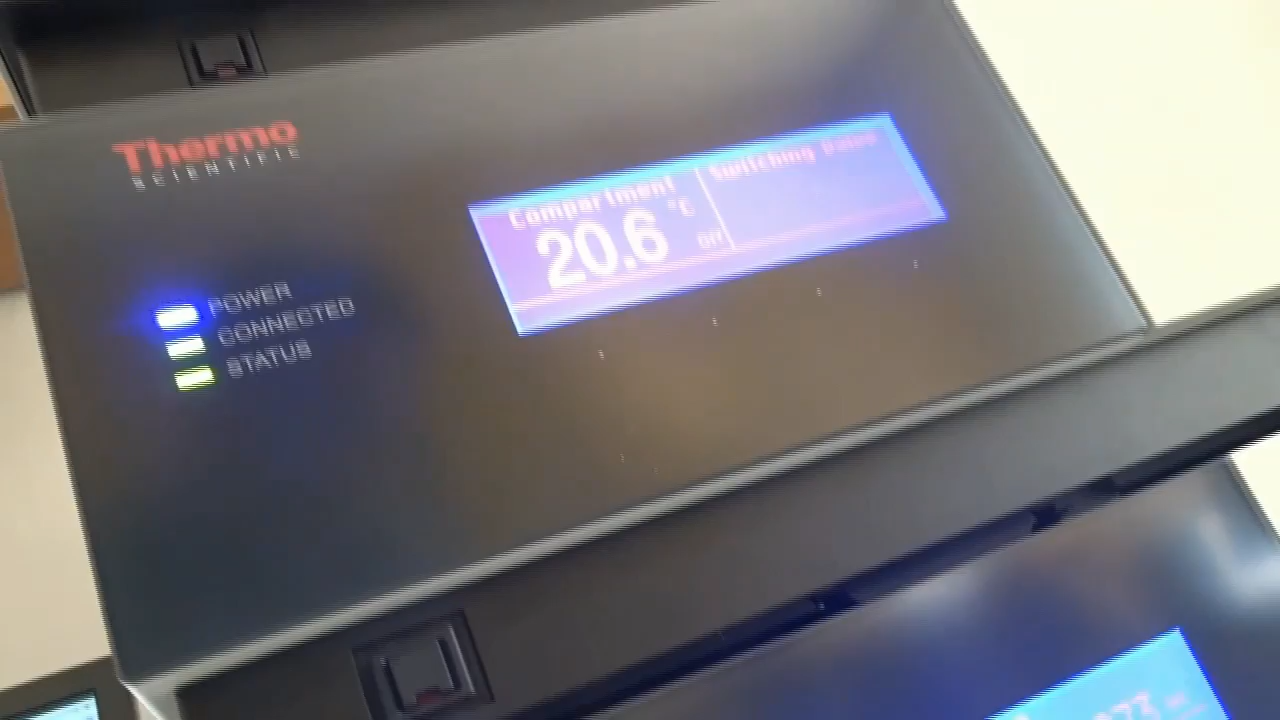 Thermo
SCIENTIFIC
Compartment
20.6 °C
Off
Switching Valve
POWER
CONNECTED
STATUS